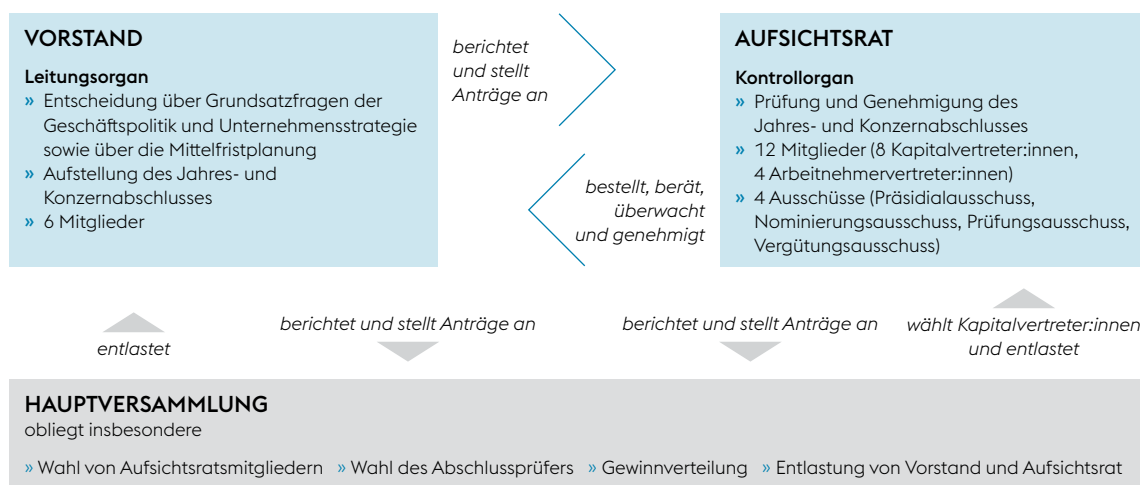 VORSTAND
Leitungsorgan
» Entscheidung über Grundsatzfragen der
Geschäftspolitik und Unternehmensstrategie
sowie über die Mittelfristplanung
» Aufstellung des Jahres- und
Konzernabschlusses
» 6 Mitglieder
berichtet
und stellt
Anträge an
bestellt, berät,
überwacht
und genehmigt
AUFSICHTSRAT
Kontrollorgan
» Prüfung und Genehmigung des
Jahres- und Konzernabschlusses
» 12 Mitglieder (8 Kapitalvertreter:innen,
4 Arbeitnehmervertreter:innen)
» 4 Ausschüsse (Präsidialausschuss,
Nominierungsausschuss, Prüfungsausschuss,
Vergütungsausschuss)
entlastet
berichtet und stellt Anträge an
berichtet und stellt Anträge an
wählt Kapitalvertreter:innen
und entlastet
HAUPTVERSAMMLUNG
obliegt insbesondere
» Wahl von Aufsichtsratsmitgliedern » Wahl des Abschlussprüfers » Gewinnverteilung » Entlastung von Vorstand und Aufsichtsrat